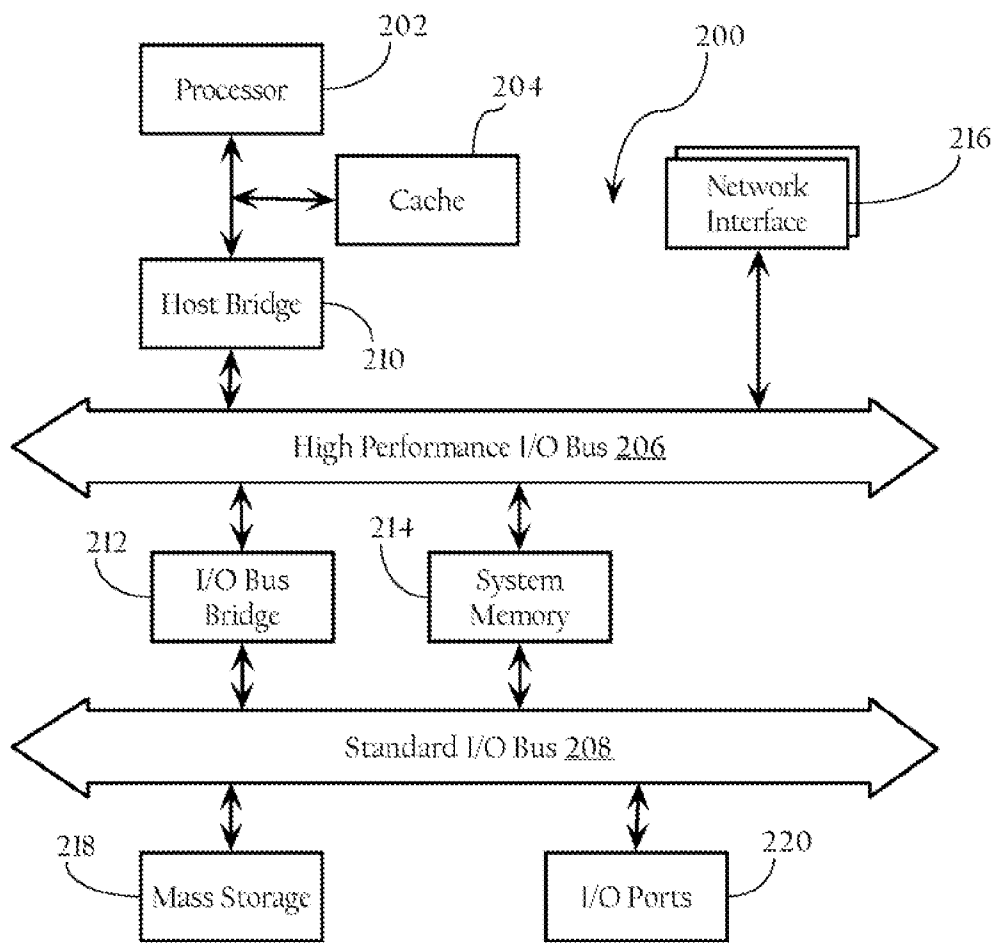 202
Processor
200
204
216
Cache
Network
Interface
Host Bridge
210
High Performance I/O Bus 206
212
214
I/O Bus
Bridge
System
Memory
Standard I/O Bus 208
218
220
Mass Storage
I/O Ports